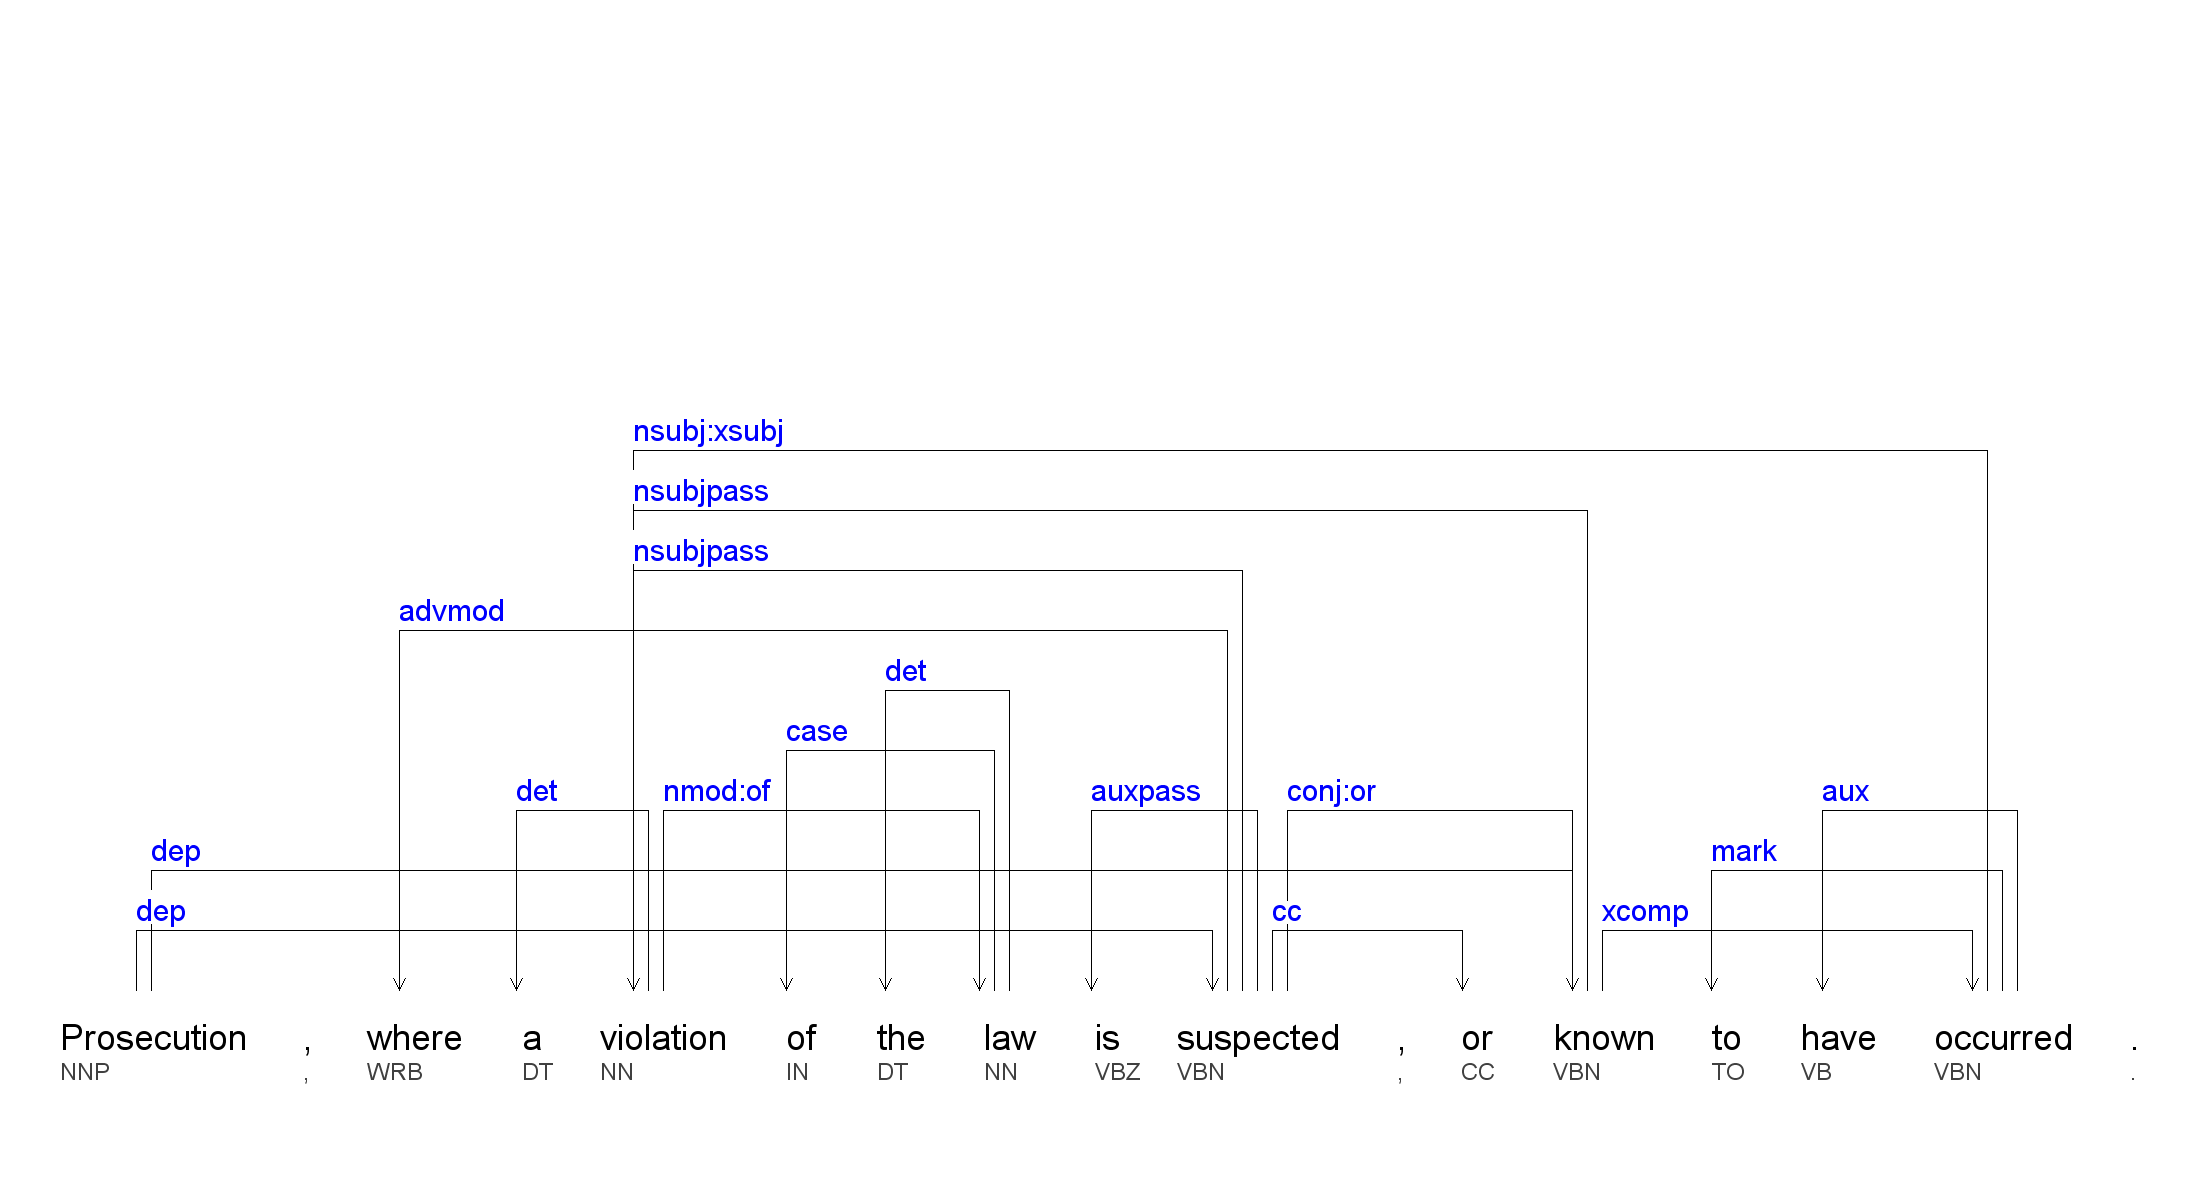 nsubj:xsubj
nsubjpass
nsubjpass
advmod
det
case
det nmod:of auxpass conj:or aux
dep mark
dep cc xcomp
Prosecution , where a violation of the law is suspected , or known to have occurred .
NNP , WRB DT NN IN DT NN VBZ VBN , CC VBN TO VB VBN .